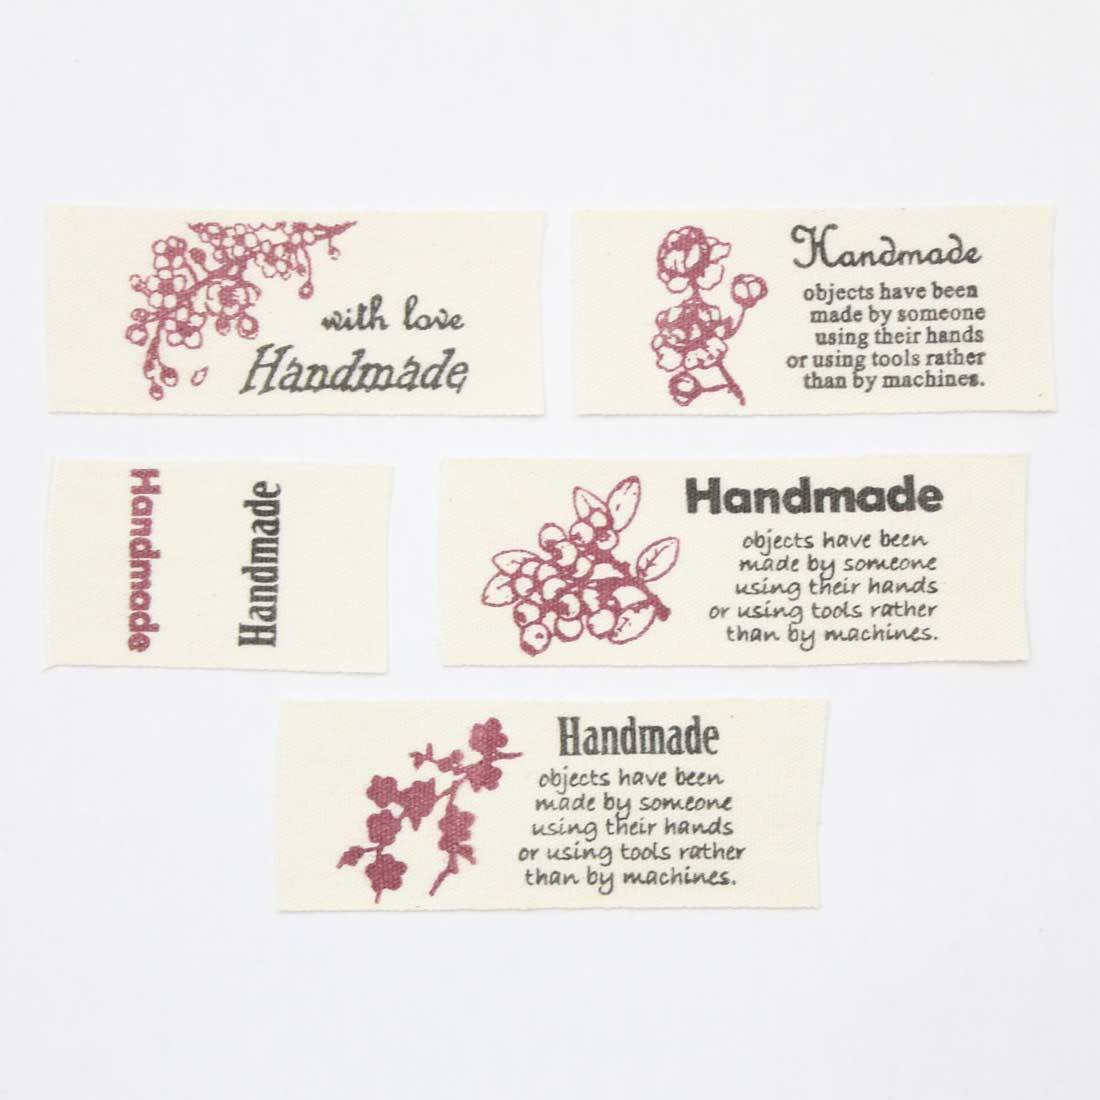 with love
Handmade
Handmade
objects have been
made by someone
using their hands
or using tools rather
than by machines.
Handmade
Handmade
Handmade
objects have been
made by someone
using their hands
or using tools rather
than by machines.
Handmade
objects have been
made by someone
using their hands
or using tools rather
than by machines.